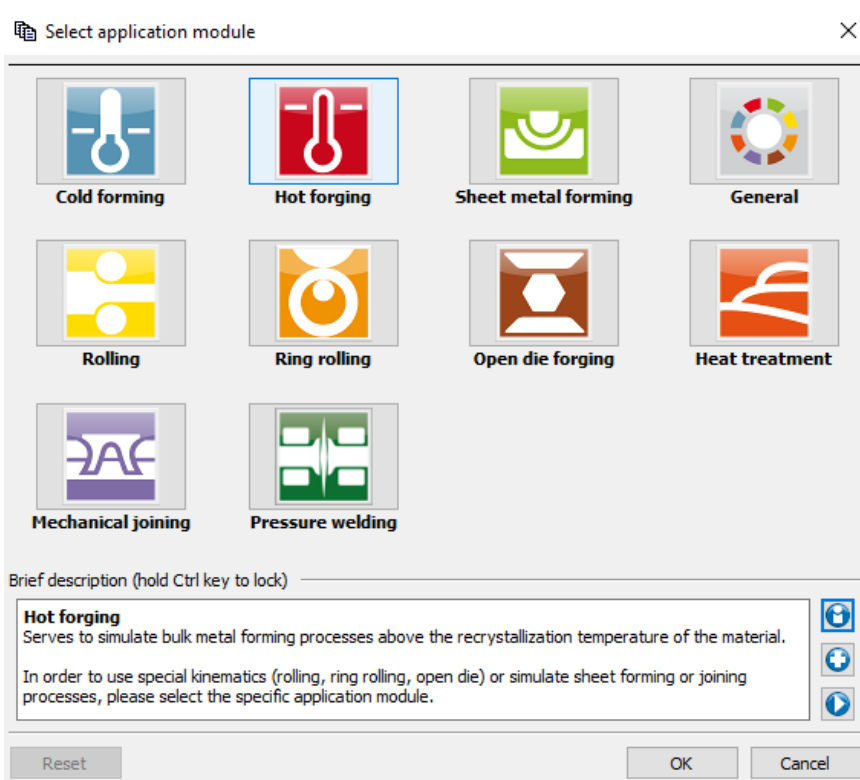 Select application module
Cold forming
Hot forging
Sheet metal forming
General
Rolling
Ring rolling
Open die forging
Heat treatment
Mechanical joining
Pressure welding
Brief description (hold Ctrl key to lock)
Hot forging
Serves to simulate bulk metal forming processes above the recrystallization temperature of the material.
In order to use special kinematics (rolling, ring rolling, open die) or simulate sheet forming or joining
processes, please select the specific application module.
Reset
OK
Cancel